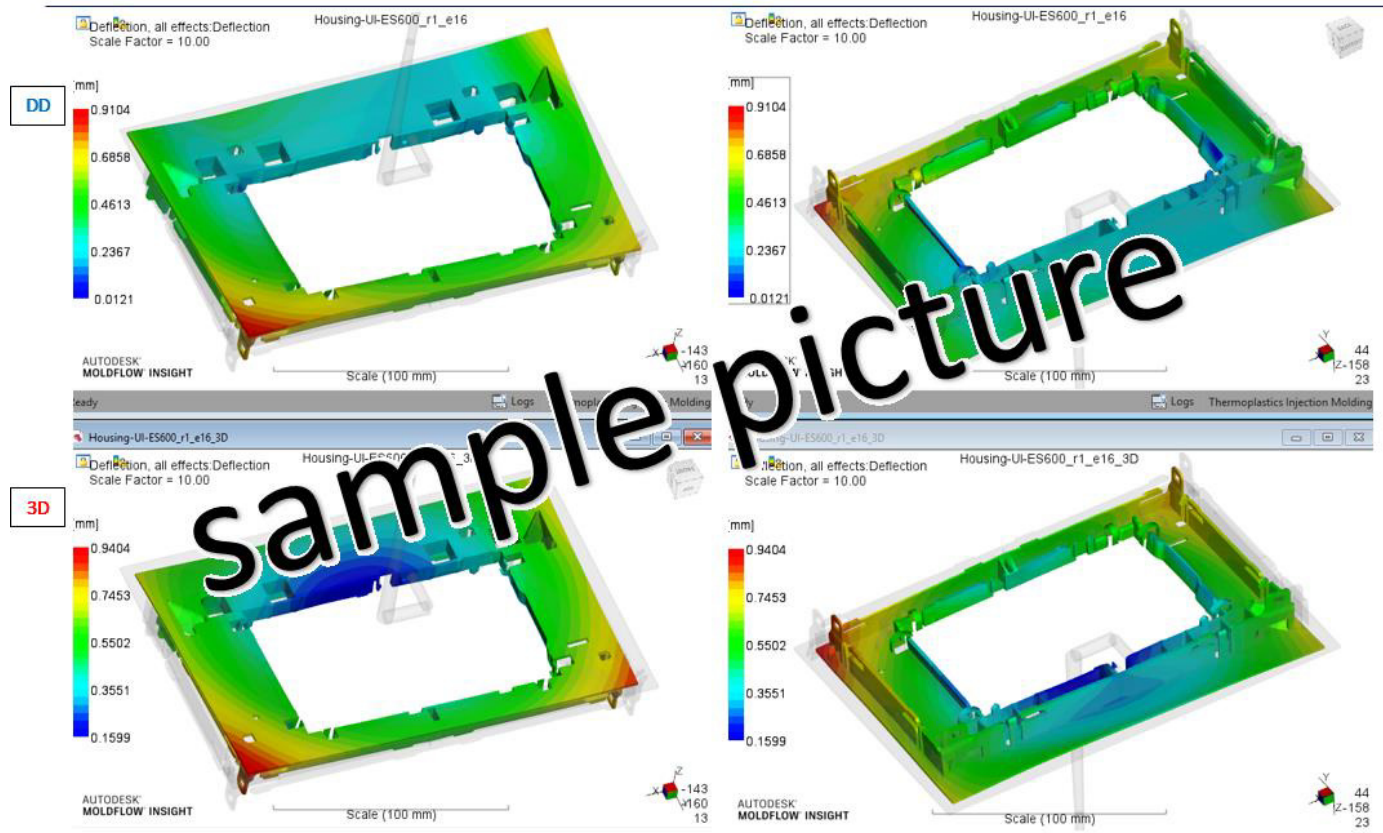 DD
Deflection, all effects:Deflection
Scale Factor = 10.00
Housing-UI-ES600_r1_e16
[mm]
0.9104
0.6858
0.4613
0.2367
0.0121
AUTODESK
MOLDFLOW INSIGHT
Scale (100 mm)
Z
X
-143
160
13
Deflection, all effects:Deflection
Scale Factor = 10.00
Housing-UI-ES600_r1_e16
[mm]
0.9104
0.6858
0.4613
0.2367
0.0121
Scale (100 mm)
Y
Z
44
-158
23
sample picture
Logs
Molding
Logs Thermoplastics Injection Molding
3D
Housing-UI-ES600_r1_e16_3D
Deflection, all effects:Deflection
Scale Factor = 10.00
[mm]
0.9404
0.7453
0.5502
0.3551
0.1599
AUTODESK
MOLDFLOW INSIGHT
Scale (100 mm)
Z
X
-143
160
13
Deflection, all effects:Deflection
Scale Factor = 10.00
Housing-UI-ES600_r1_e16_3D
[mm]
0.9404
0.7453
0.5502
0.3551
0.1599
AUTODESK
MOLDFLOW INSIGHT
Scale (100 mm)
Y
Z
44
-158
23